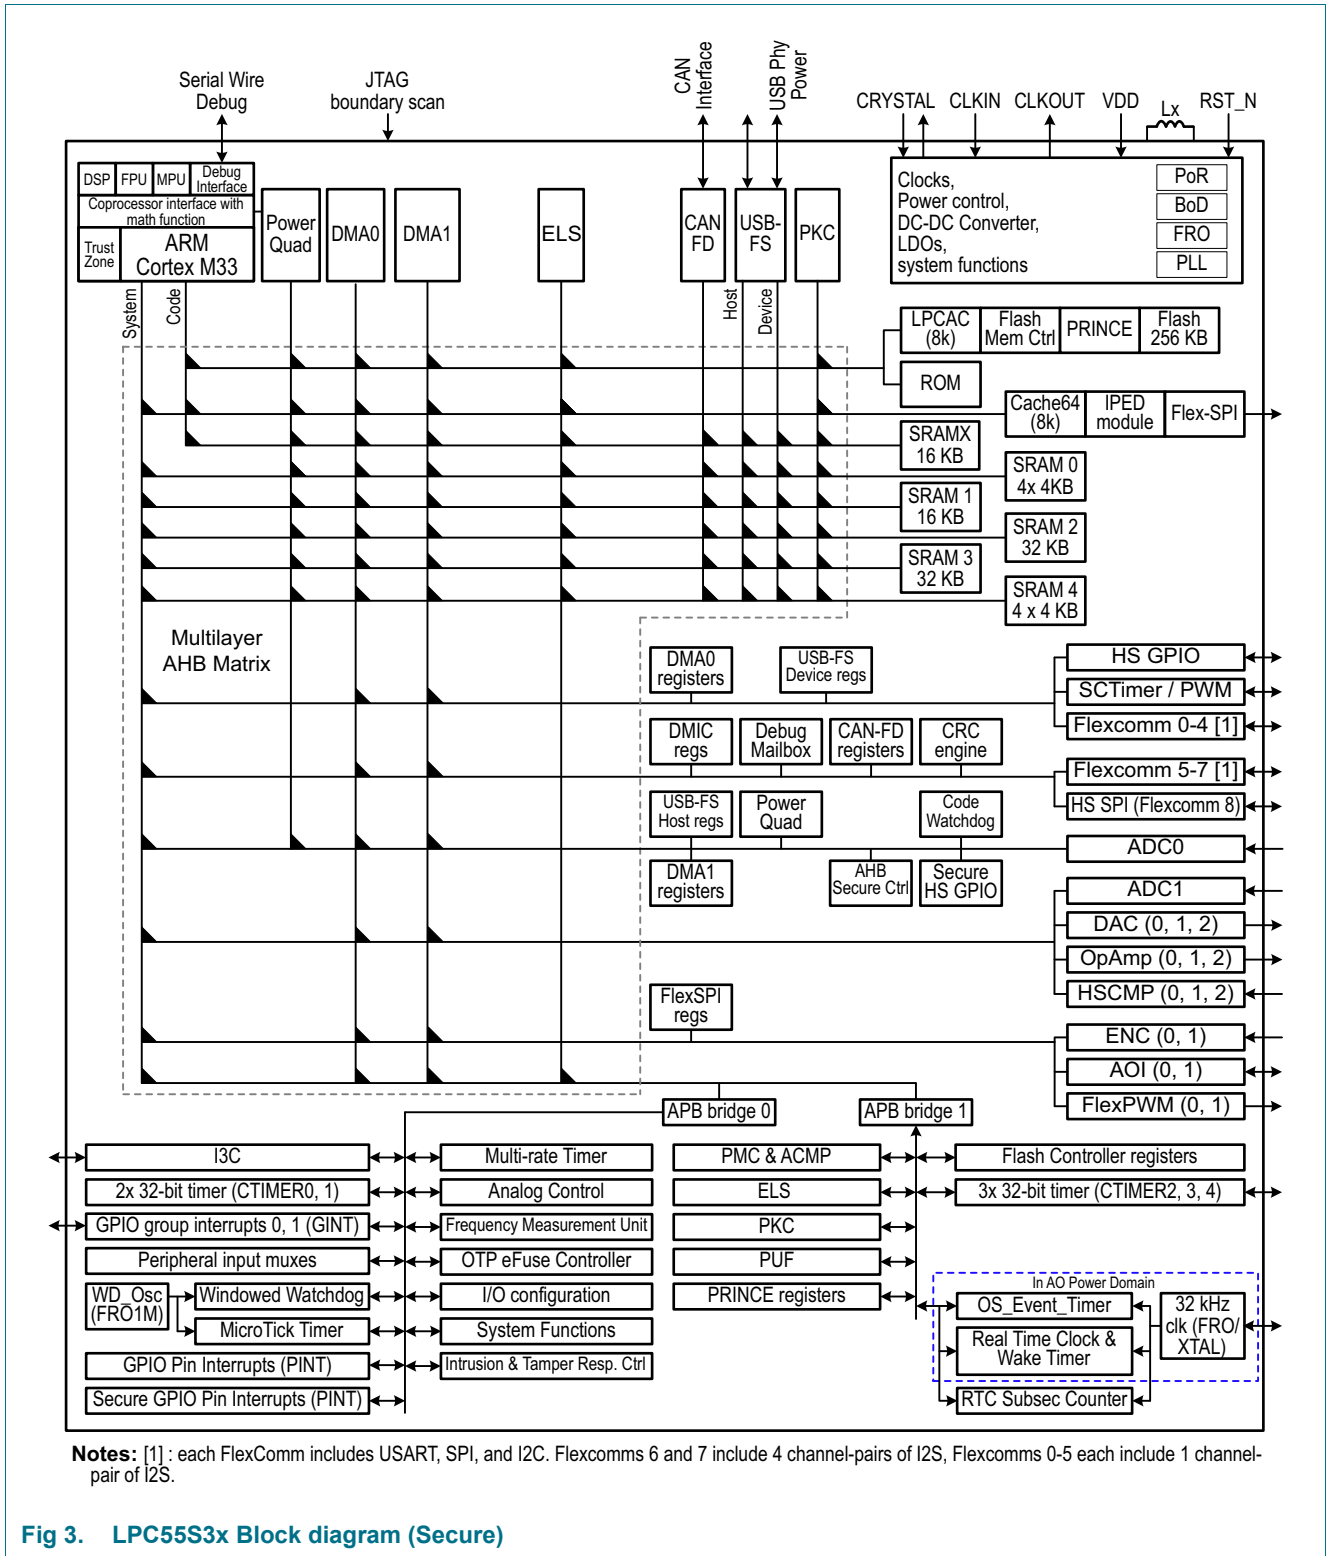 Serial Wire
Debug
JTAG
boundary scan
CAN
Interface
USB Phy
Power
CRYSTAL
CLKIN
CLKOUT
VDD
Lx
RST_N
DSP
FPU
MPU
Debug
Interface
Coprocessor interface with
math function
Trust
Zone
ARM
Cortex M33
Power
Quad
DMA0
DMA1
ELS
CAN
FD
USB-
FS
PKC
Clocks,
Power control,
DC-DC Converter,
LDOs,
system functions
PoR
BoD
FRO
PLL
System
Code
Host
Device
LPCAC
(8k)
Flash
Mem Ctrl
PRINCE
Flash
256 KB
ROM
Cache64
(8k)
IPED
module
Flex-SPI
SRAMX
16 KB
SRAM 0
4x 4KB
SRAM 1
16 KB
SRAM 2
32 KB
SRAM 3
32 KB
SRAM 4
4 x 4 KB
Multilayer
AHB Matrix
DMA0
registers
USB-FS
Device regs
HS GPIO
SCTimer / PWM
Flexcomm 0-4 [1]
DMIC
regs
Debug
Mailbox
CAN-FD
registers
CRC
engine
Flexcomm 5-7 [1]
HS SPI (Flexcomm 8)
USB-FS
Host regs
Power
Quad
Code
Watchdog
ADC0
DMA1
registers
AHB
Secure Ctrl
Secure
HS GPIO
ADC1
DAC (0, 1, 2)
OpAmp (0, 1, 2)
HSCMP (0, 1, 2)
FlexSPI
regs
ENC (0, 1)
AOI (0, 1)
FlexPWM (0, 1)
APB bridge 0
APB bridge 1
I3C
Multi-rate Timer
PMC & ACMP
Flash Controller registers
2x 32-bit timer (CTIMER0, 1)
Analog Control
ELS
3x 32-bit timer (CTIMER2, 3, 4)
GPIO group interrupts 0, 1 (GINT)
Frequency Measurement Unit
PKC
Peripheral input muxes
OTP eFuse Controller
PUF
WD_Osc
(FRO1M)
Windowed Watchdog
I/O configuration
PRINCE registers
MicroTick Timer
System Functions
GPIO Pin Interrupts (PINT)
Intrusion & Tamper Resp. Ctrl
Secure GPIO Pin Interrupts (PINT)
In AO Power Domain
OS_Event_Timer
32 kHz
clk (FRO/
XTAL)
Real Time Clock &
Wake Timer
RTC Subsec Counter
Notes: [1] : each FlexComm includes USART, SPI, and I2C. Flexcomms 6 and 7 include 4 channel-pairs of I2S, Flexcomms 0-5 each include 1 channel-
pair of I2S.
Fig 3. LPC55S3x Block diagram (Secure)